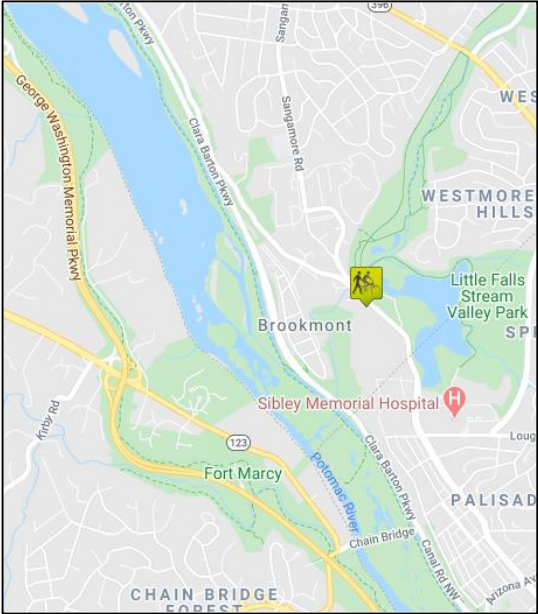 396
Pkwy
Sangam
WES
Sangamore Rd
George Washington Memorial Pkwy
Clara Barton Pkwy
WESTMORE
HILLS
Little Falls
Stream
Valley Park
SPI
Brookmont
Sibley Memorial Hospital
H
Kirby Rd
123
Loug
Clara Barton Pkwy
Fort Marcy
Potomac River
PALISAD
Chain Bridge
Canal Rd NW
Arizona Av
CHAIN BRIDGE
FOREST